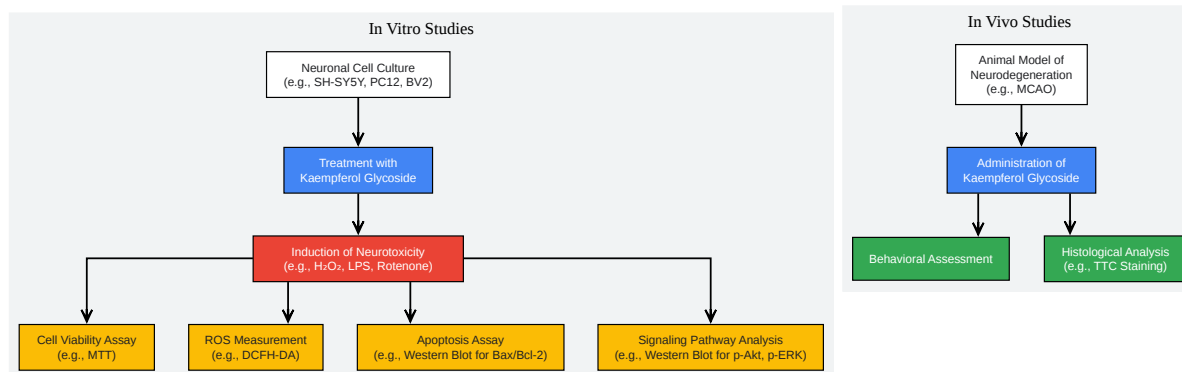 In Vitro Studies
Neuronal Cell Culture
(e.g., SH-SY5Y, PC12, BV2)
Treatment with
Kaempferol Glycoside
Induction of Neurotoxicity
(e.g., H₂O₂, LPS, Rotenone)
Cell Viability Assay
(e.g., MTT)
ROS Measurement
(e.g., DCFH-DA)
Apoptosis Assay
(e.g., Western Blot for Bax/Bcl-2)
Signaling Pathway Analysis
(e.g., Western Blot for p-Akt, p-ERK)
In Vivo Studies
Animal Model of
Neurodegeneration
(e.g., MCAO)
Administration of
Kaempferol Glycoside
Behavioral Assessment
Histological Analysis
(e.g., TTC Staining)